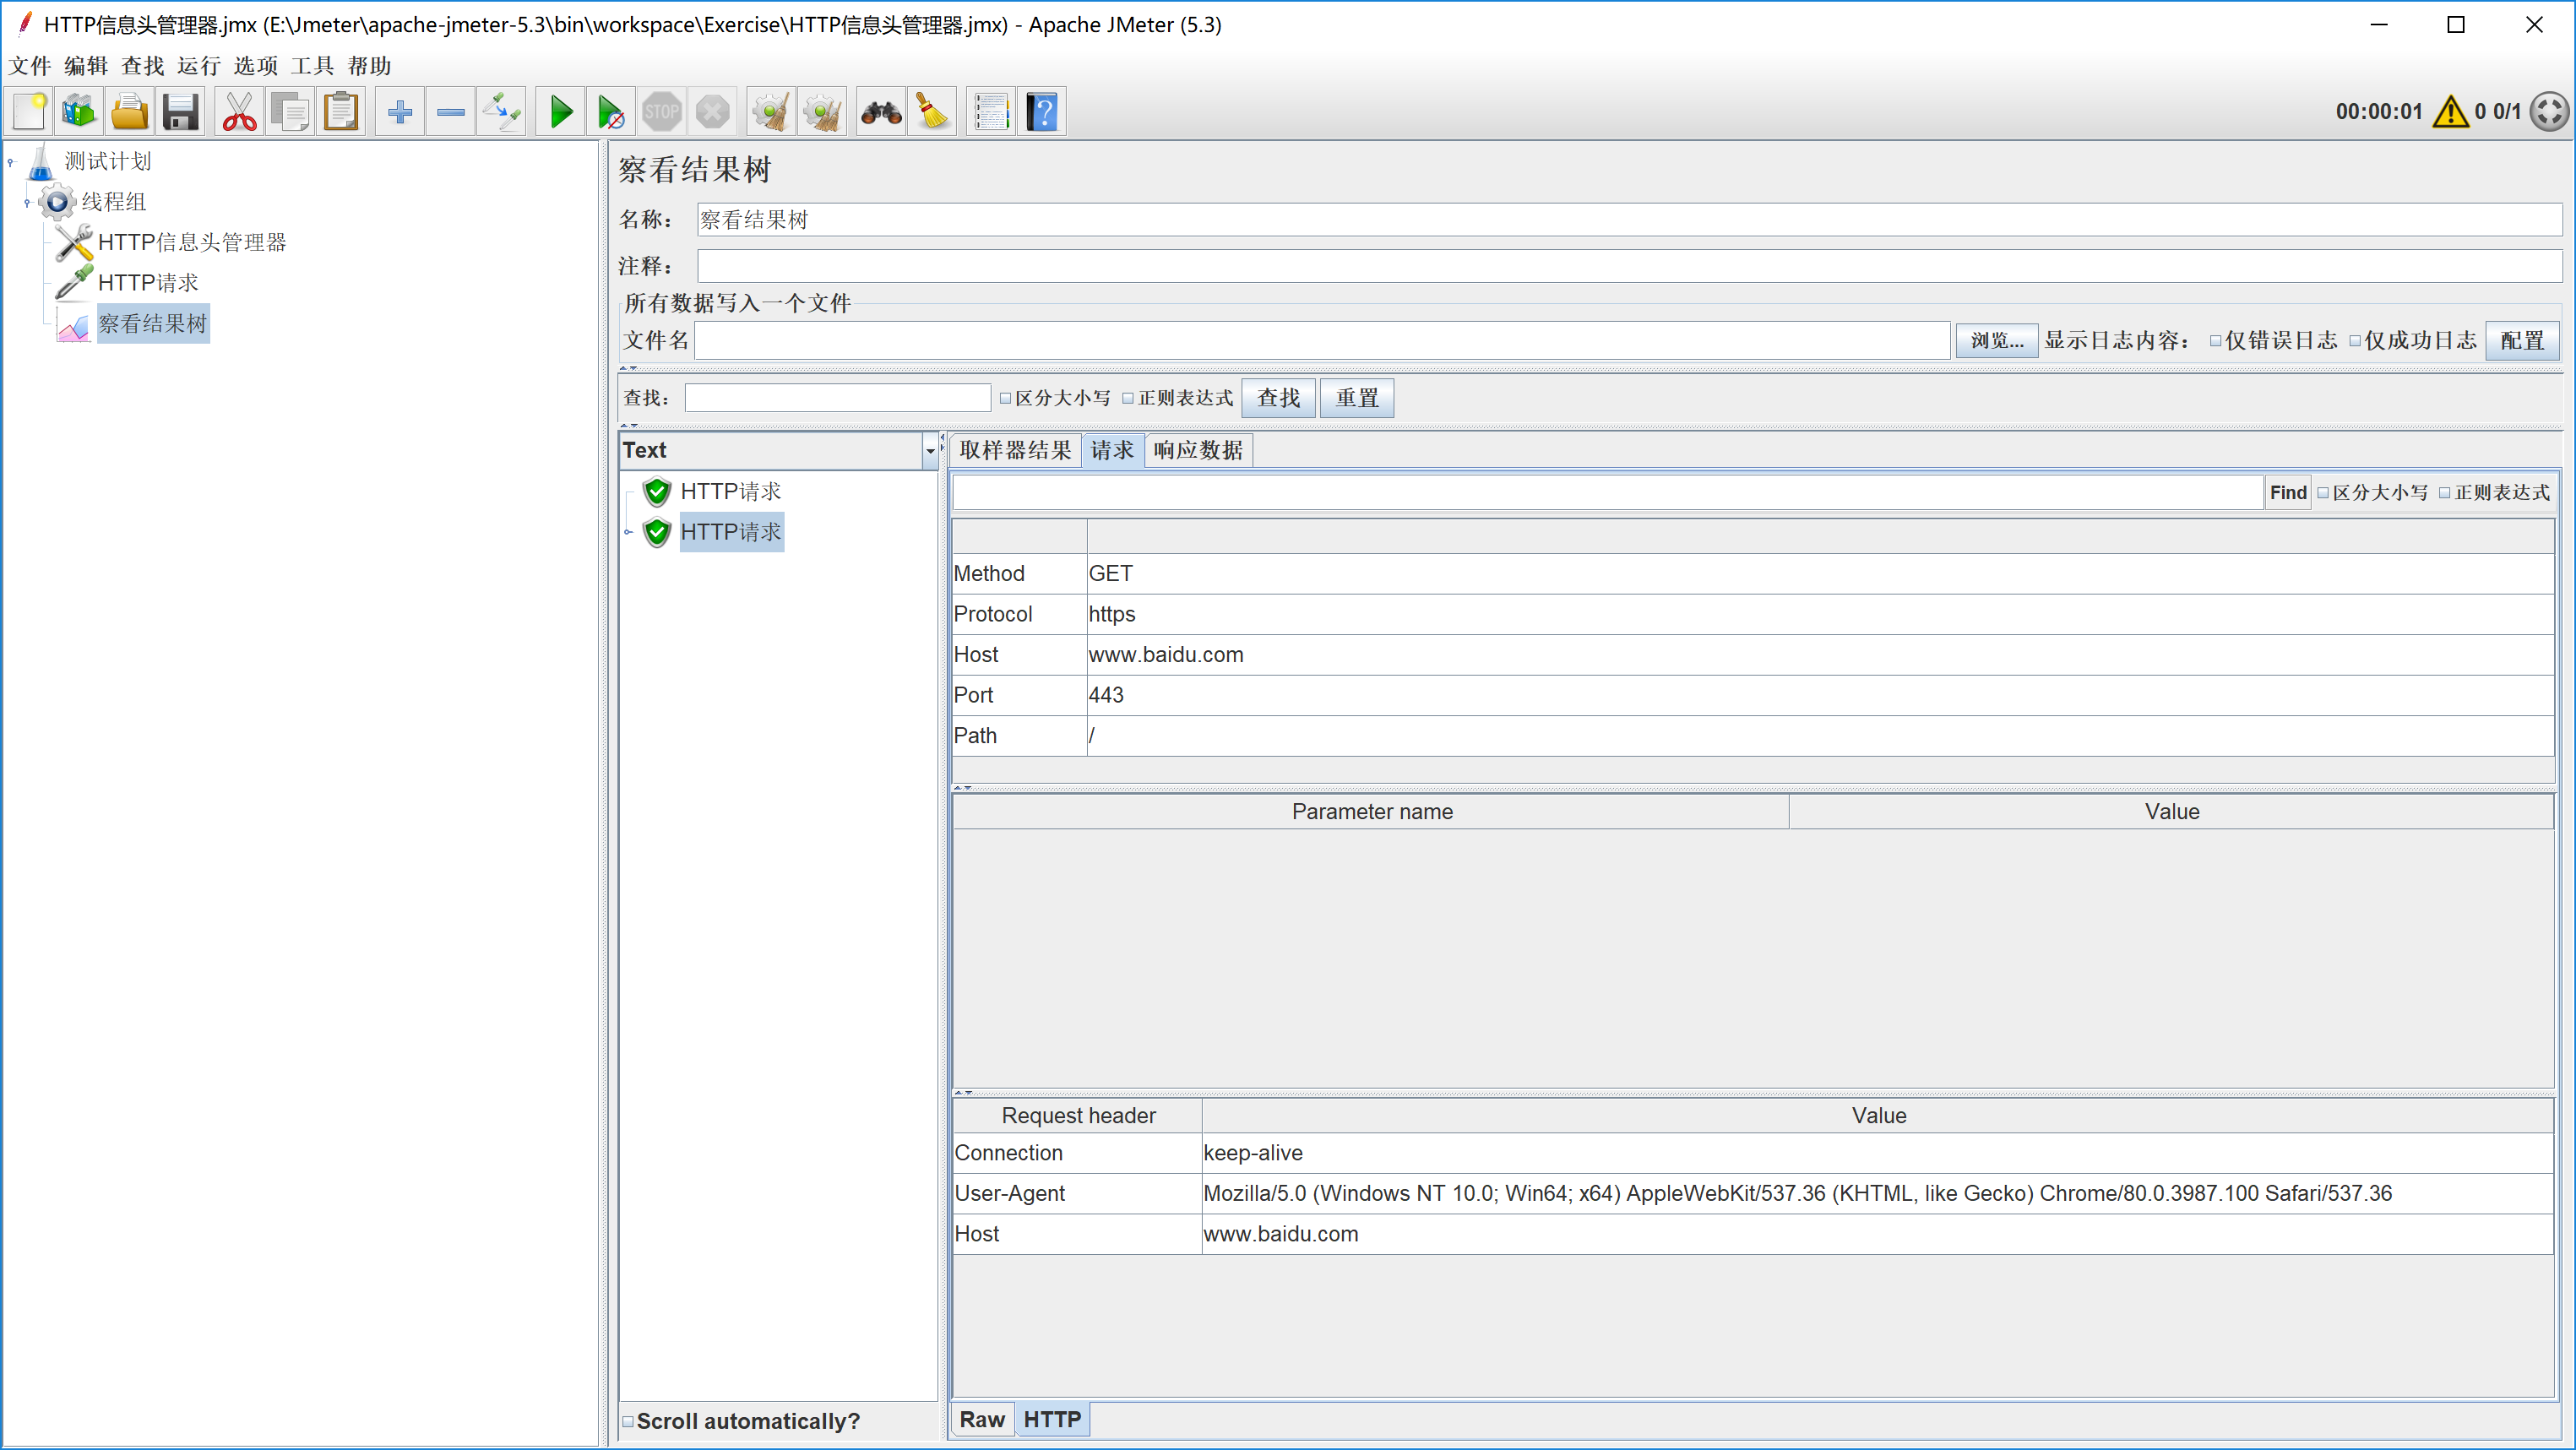 HTTP信息头管理器.jmx (E:\Jmeter\apache-jmeter-5.3\bin\workspace\Exercise\HTTP信息头管理器.jmx) - Apache JMeter (5.3)
文件 编辑 查找 运行 选项 工具 帮助
STOP
00:00:01 0 0/1
测试计划
线程组
HTTP信息头管理器
HTTP请求
察看结果树
察看结果树
名称： 察看结果树
注释：
所有数据写入一个文件
文件名 浏览... 显示日志内容： 仅错误日志 仅成功日志 配置
查找： 区分大小写 正则表达式 查找 重置
Text
HTTP请求
HTTP请求
Scroll automatically?
取样器结果 请求 响应数据
Find 区分大小写 正则表达式
Method GET
Protocol https
Host www.baidu.com
Port 443
Path /
Parameter name Value
Request header Value
Connection keep-alive
User-Agent Mozilla/5.0 (Windows NT 10.0; Win64; x64) AppleWebKit/537.36 (KHTML, like Gecko) Chrome/80.0.3987.100 Safari/537.36
Host www.baidu.com
Raw HTTP